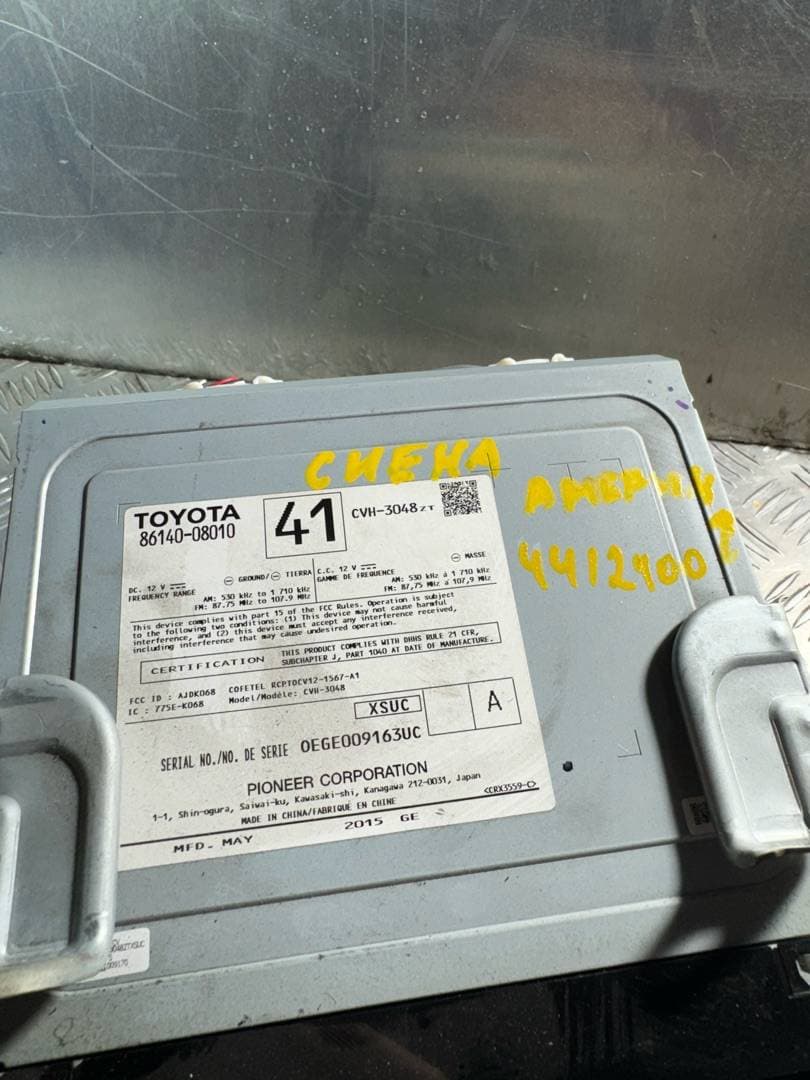 СИЕНА
АМЕРИК
44124001
TOYOTA
86140-08010
41
CVH-3048ZT
DC. 12 V GROUND/ TIERRA
FREQUENCY RANGE AM: 530 kHz to 1 710 kHz
FM: 87.75 MHz to 107.9 MHz
C.C. 12 V MASSE
GAMME DE FREQUENCE AM: 530 kHz à 1 710 kHz
FM: 87,75 MHz à 107,9 MHz
This device complies with part 15 of the FCC Rules. Operation is subject
to the following two conditions: (1) This device may not cause harmful
interference, and (2) this device must accept any interference received,
including interference that may cause undesired operation.
CERTIFICATION
THIS PRODUCT COMPLIES WITH DHHS RULE 21 CFR,
SUBCHAPTER J, PART 1040 AT DATE OF MANUFACTURE.
FCC ID : AJDK068 COFETEL RCPTOCV12-1567-A1
IC : 775E-K068 Model/Modèle: CVH-3048
XSUC
A
SERIAL NO./NO. DE SERIE OEGE009163UC
PIONEER CORPORATION
1-1, Shin-ogura, Saiwai-ku, Kawasaki-shi, Kanagawa 212-0031, Japan
MADE IN CHINA/FABRIQUÉ EN CHINE
<CRX3559-C>
MFD. MAY 2015 GE